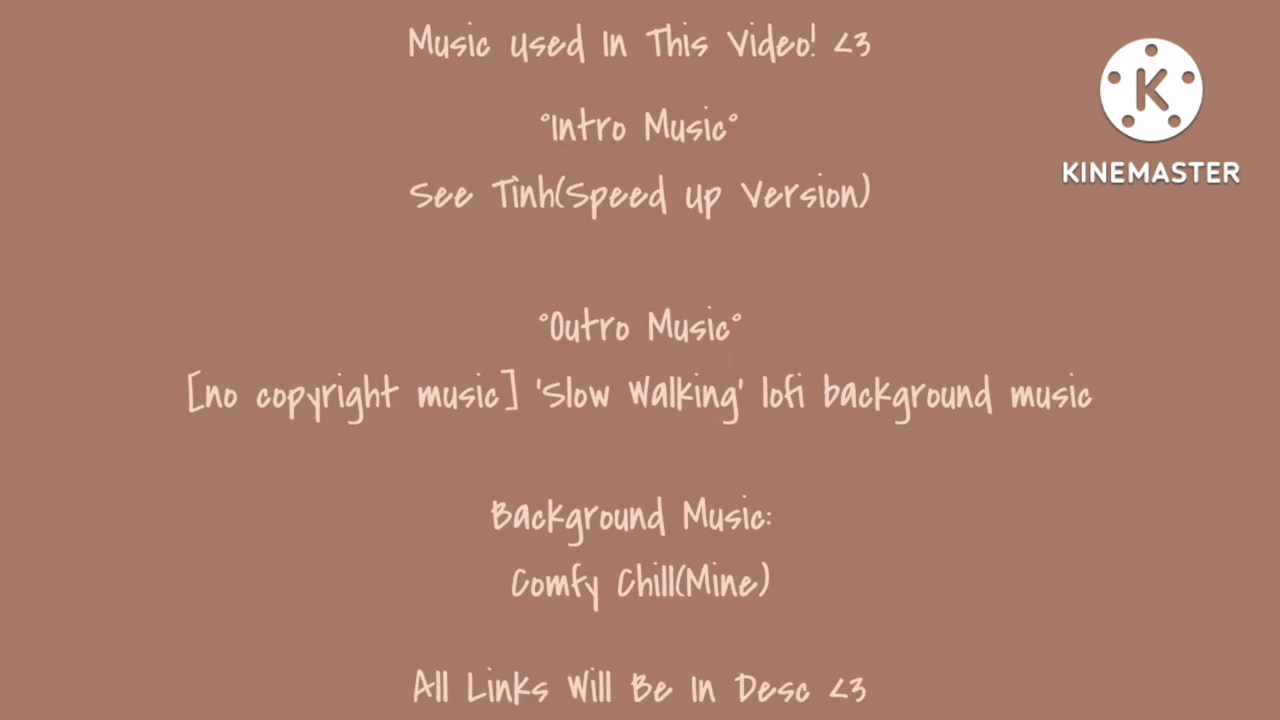 Music Used In This Video! <3
°Intro Music°
See Tình(Speed Up Version)
°Outro Music°
[no copyright music] 'Slow Walking' lofi background music
Background Music:
Comfy Chill(Mine)
All Links Will Be In Desc <3
K
KINEMASTER